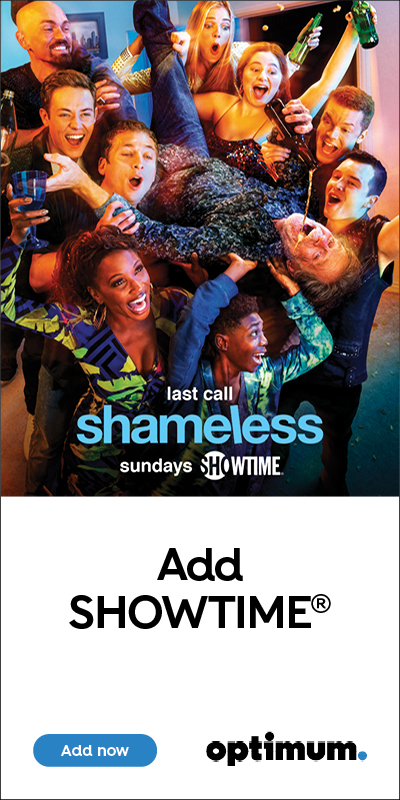 last call
shameless
sundays SHOWTIME®
Add
SHOWTIME®
Add now
optimum.